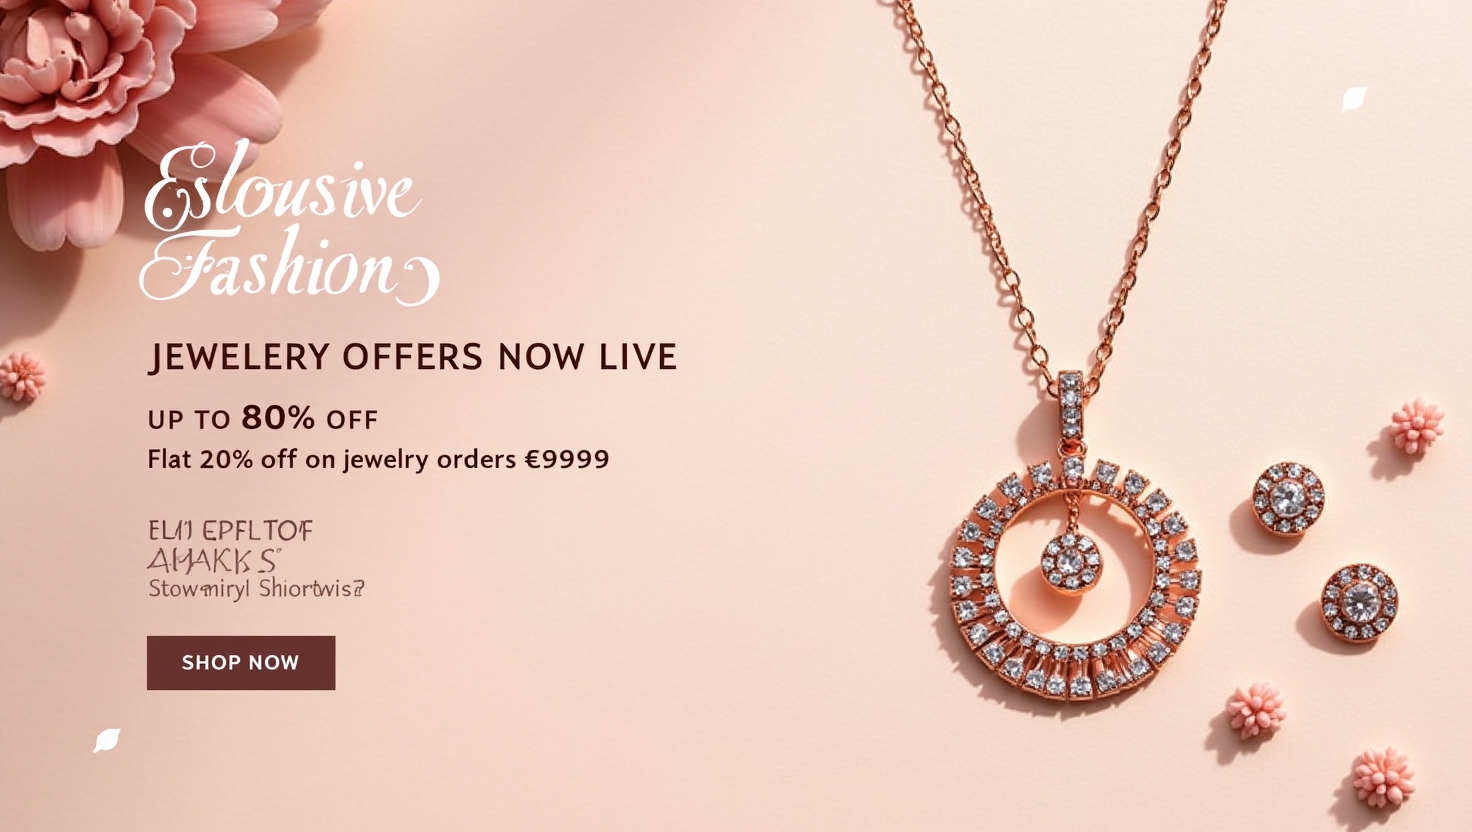 Eslousive
Fashion
JEWELERY OFFERS NOW LIVE
UP TO 80% OFF
Flat 20% off on jewelry orders €9999
SHOP NOW